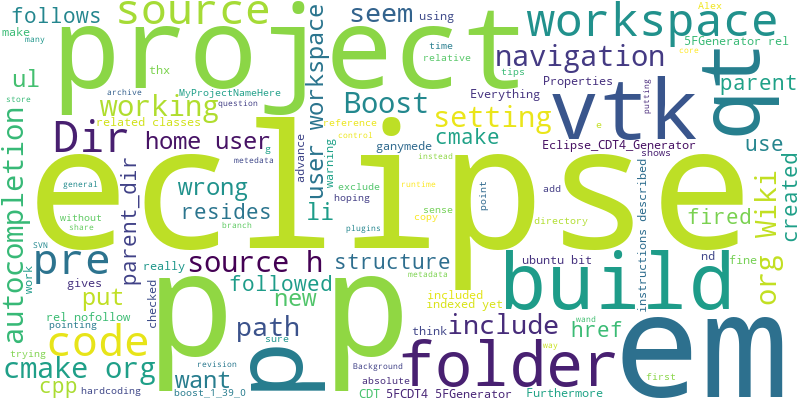 source
follows
seem
user workspace
using
workspace
Alex
5FGenerator rel
core
make
many
project
time
relative
tips
navigation
qt
parent
ul
thx
MyProjectNameHere
archive
question
Boost
vtk
Properties
Everything
putting
store
working
related classes
reference
control
setting
cmake
use
Dir
home user
advance
g
metedata
warning
ganymede
Eclipse_CDT4_Generator
e
shows
autocompletion
parent_dir
eclipse
general
wrong
resides
exclude
hoping
instead
runtime
plugins
li
sense
copy
point
add
directory
instructions described
fired
org Wiki
created
without
share
branch
SVN
work
pre
really
source h
structure
metadata
ubuntu bit
nd
fine
gives
put
checked
p
followed
new
included
indexed yet
build
em
rel nofollow
pointing
code
path
think
include
href
wand
way
first
trying
cmake org
want
sure
revision
Background
absolute
folder
cpp
hardcoding
boost_1_39_0
p
p
CDT
5FCDT4 5FGenerator
Furthermore